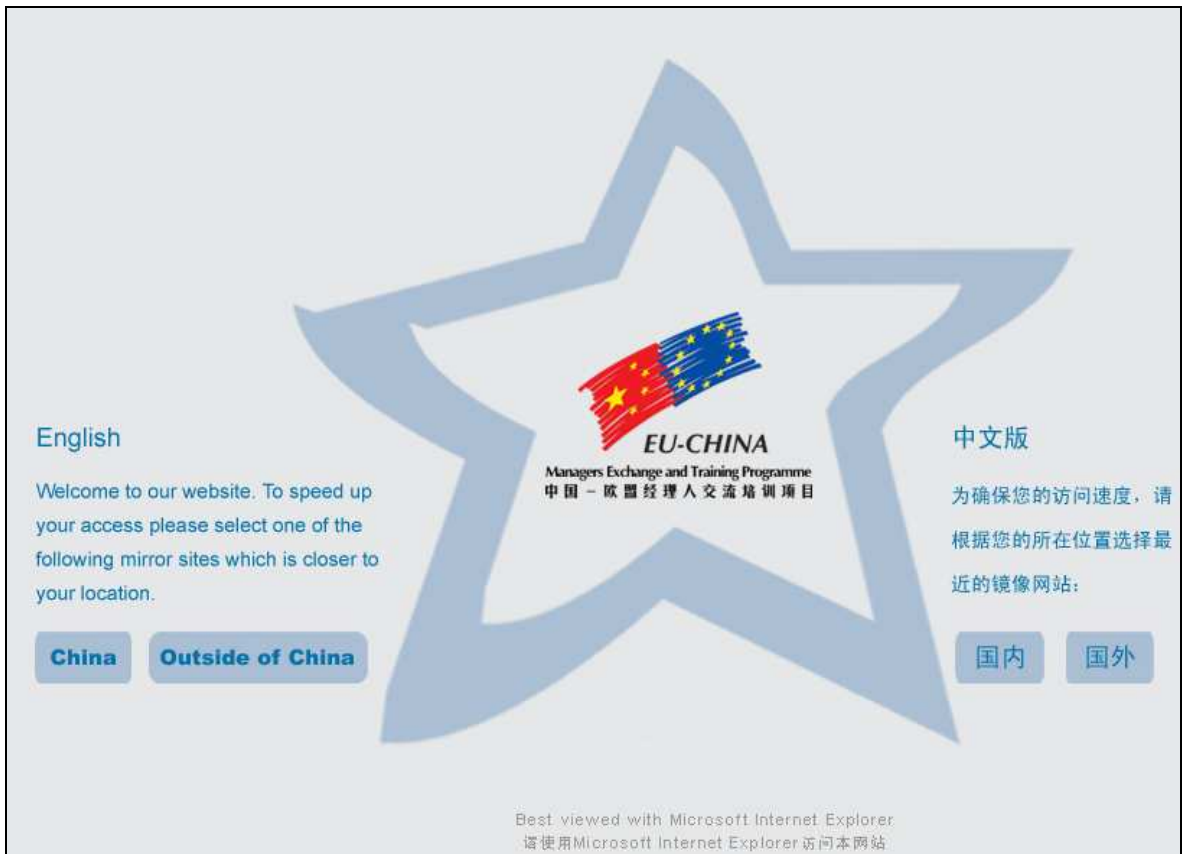 English
Welcome to our website. To speed up
your access please select one of the
following mirror sites which is closer to
your location.
China
Outside of China
EU-CHINA
Managers Exchange and Training Programme
中国－欧盟经理人交流培训项目
中文版
为确保您的访问速度，请
根据您的所在位置选择最
近的镜像网站：
国内
国外
Best viewed with Microsoft Internet Explorer
请使用Microsoft Internet Explorer访问本网站